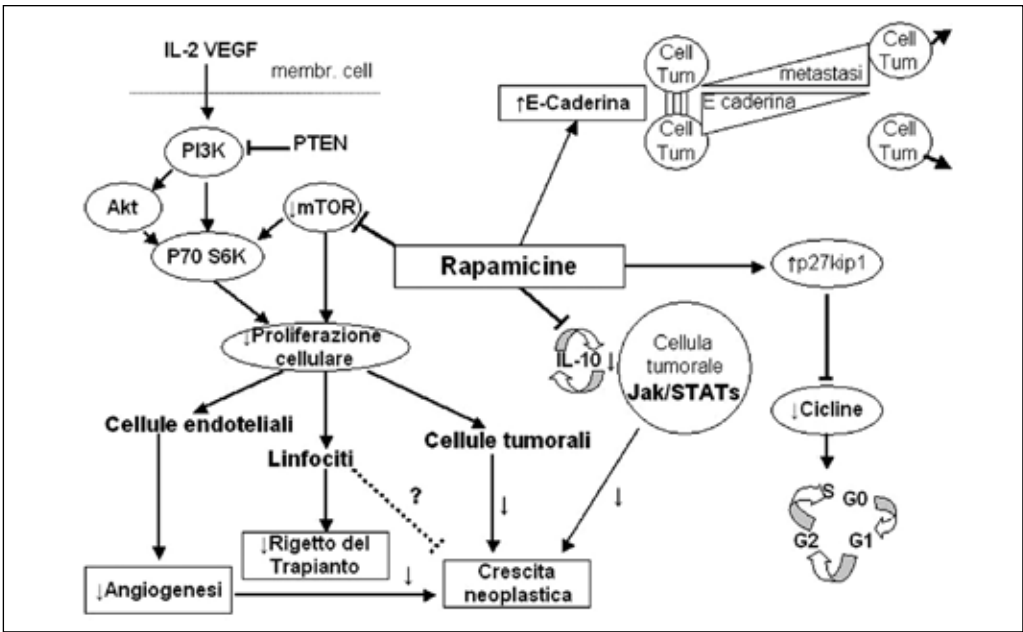 IL-2 VEGF
membr. cell
PI3K
PTEN
Akt
↓mTOR
P70 S6K
↑E-Caderina
Cell
Tum
Cell
Tum
metastasi
E caderina
Cell
Tum
Cell
Tum
Rapamicine
↑p27kip1
↓Proliferazione
cellulare
IL-10 ↓
Cellula
tumorale
Jak/STATs
↓Cicline
Cellule endoteliali
Linfociti
Cellule tumorali
?
↓
↓
S
G0
G2
G1
↓Rigetto del
Trapianto
↓Angiogenesi
↓
Crescita
neoplastica